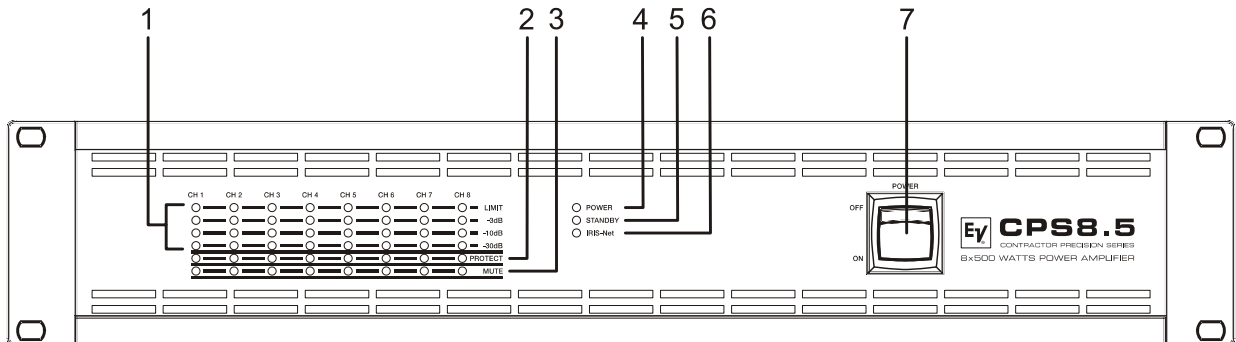 1 2 3 4 5 6 7
CH 1 CH 2 CH 3 CH 4 CH 5 CH 6 CH 7 CH 8
LIMIT
-3dB
-10dB
-30dB
PROTECT
MUTE
POWER
STANDBY
IRIS-Net
POWER
OFF
ON
EV CPS8.5
CONTRACTOR PRECISION SERIES
8x500 WATTS POWER AMPLIFIER